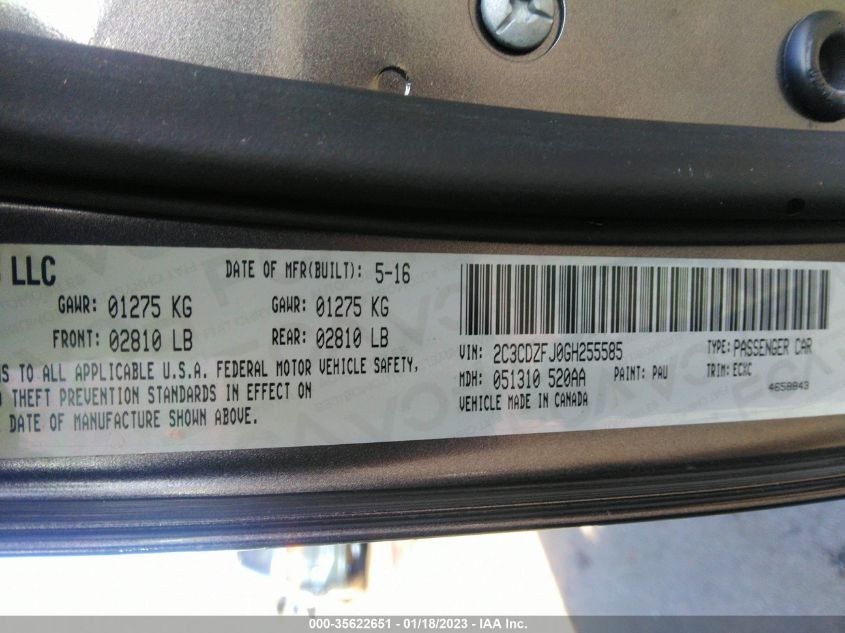 LLC
DATE OF MFR(BUILT): 5-16
GAWR: 01275 KG GAWR: 01275 KG
FRONT: 02810 LB REAR: 02810 LB
TO ALL APPLICABLE U.S.A. FEDERAL MOTOR VEHICLE SAFETY,
THEFT PREVENTION STANDARDS IN EFFECT ON
DATE OF MANUFACTURE SHOWN ABOVE.
VIN: 2C3CDZFJ0GH255585 TYPE: PASSENGER CAR
MDH: 051310 520AA PAINT: PAU TRIM: ECXC
VEHICLE MADE IN CANADA 4658843
000-35622651 - 01/18/2023 - IAA Inc.